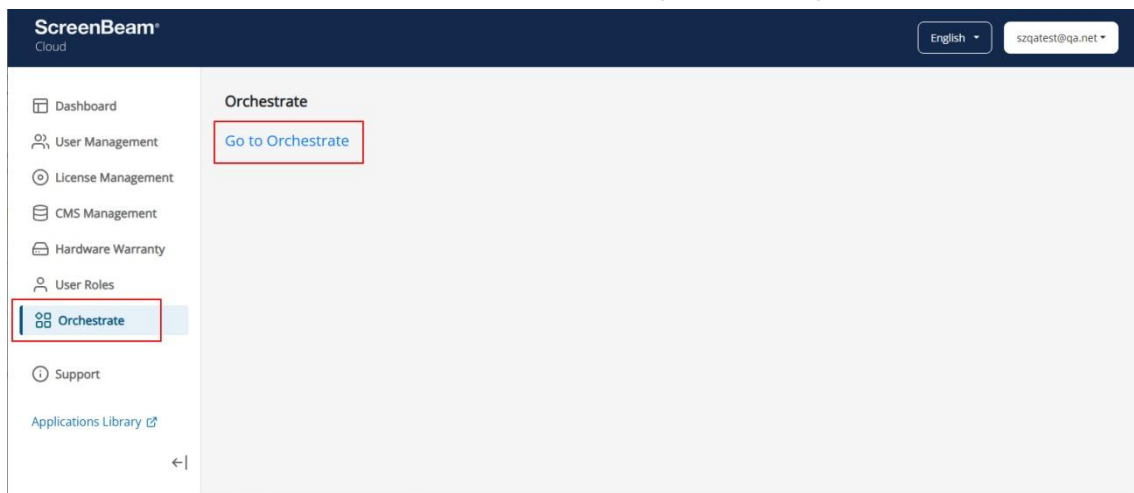 ScreenBeam®
Cloud
English
szqatest@qa.net
Dashboard
User Management
License Management
CMS Management
Hardware Warranty
User Roles
Orchestrate
Support
Applications Library
Orchestrate
Go to Orchestrate